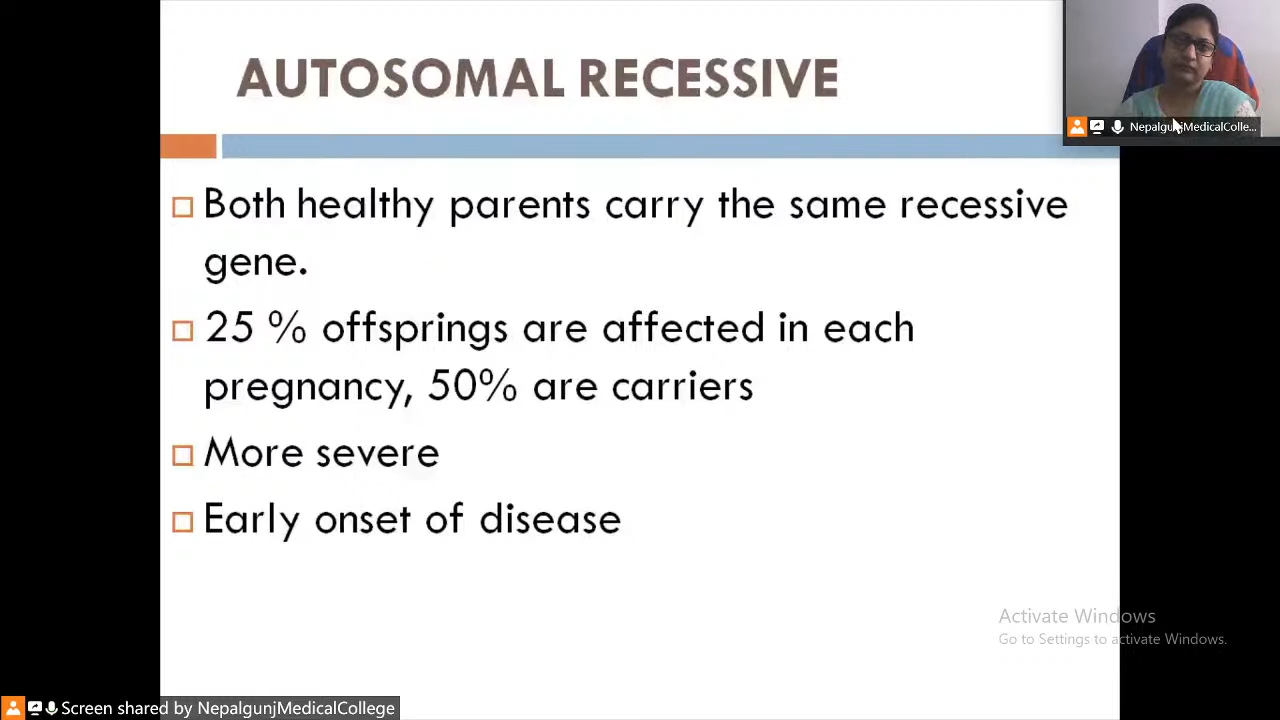 AUTOSOMAL RECESSIVE
NepalgunjMedicalColle...
Both healthy parents carry the same recessive
gene.
25 % offsprings are affected in each
pregnancy, 50% are carriers
More severe
Early onset of disease
Activate Windows
Go to Settings to activate Windows.
Screen shared by NepalgunjMedicalCollege